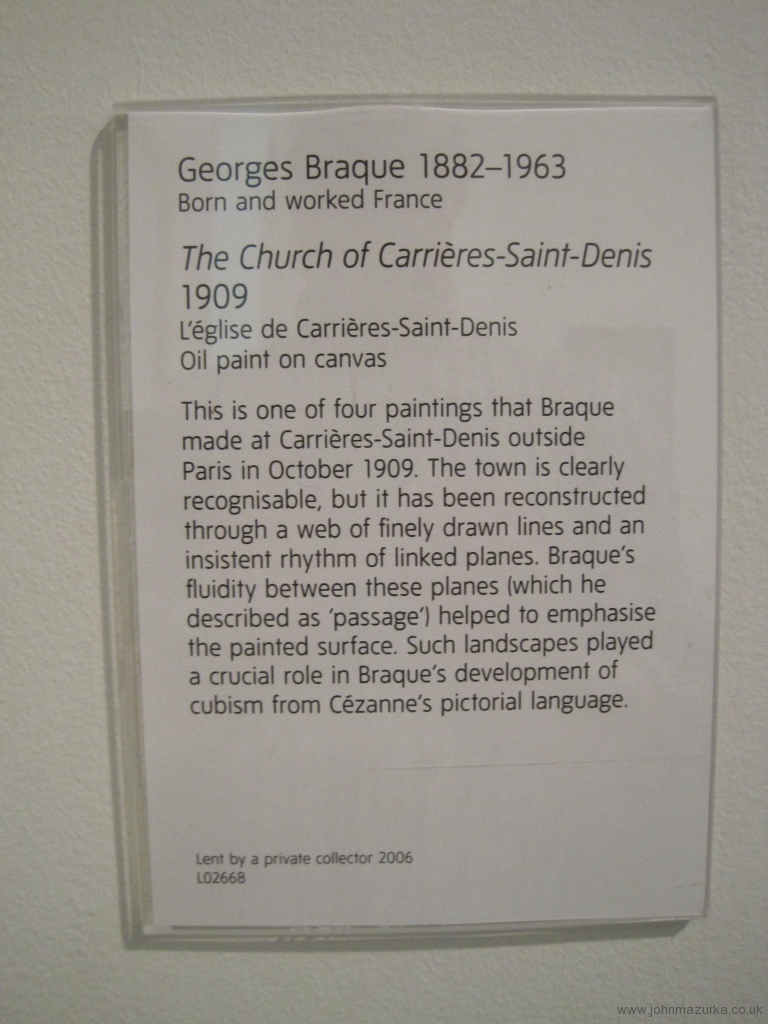 Georges Braque 1882–1963
Born and worked France
The Church of Carrières-Saint-Denis
1909
L'église de Carrières-Saint-Denis
Oil paint on canvas
This is one of four paintings that Braque
made at Carrières-Saint-Denis outside
Paris in October 1909. The town is clearly
recognisable, but it has been reconstructed
through a web of finely drawn lines and an
insistent rhythm of linked planes. Braque's
fluidity between these planes (which he
described as 'passage') helped to emphasise
the painted surface. Such landscapes played
a crucial role in Braque's development of
cubism from Cézanne's pictorial language.
Lent by a private collector 2006
L02668
www.johnmazurka.co.uk